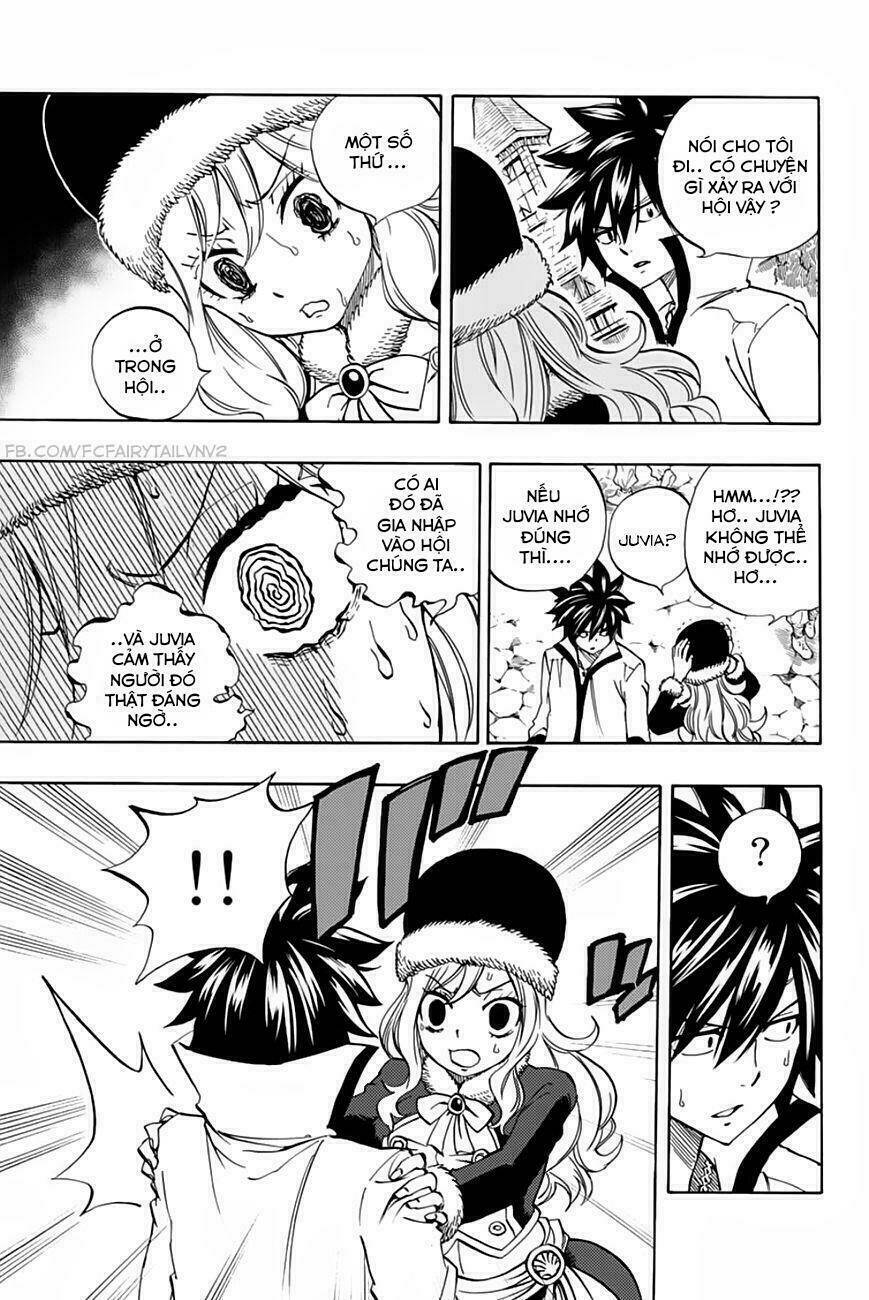 NÓI CHO TÔI
ĐI.. CÓ CHUYỆN
GÌ XẢY RA VỚI
HỘI VẬY ?
MỘT SỐ
THỨ ...
...Ở
TRONG
HỘI..
FB.COM/FCFAIRYTAILVNV2
HMM...!??
HƠ.. JUVIA
KHÔNG THỂ
NHỚ ĐƯỢC..
HƠ...
JUVIA?
NẾU
JUVIA NHỚ
ĐÚNG
THÌ....
CÓ AI
ĐÓ ĐÃ
GIA NHẬP
VÀO HỘI
CHÚNG TA..
..VÀ JUVIA
CẢM THẤY
NGƯỜI ĐÓ
THẬT ĐÁNG
NGỜ..
?
!!